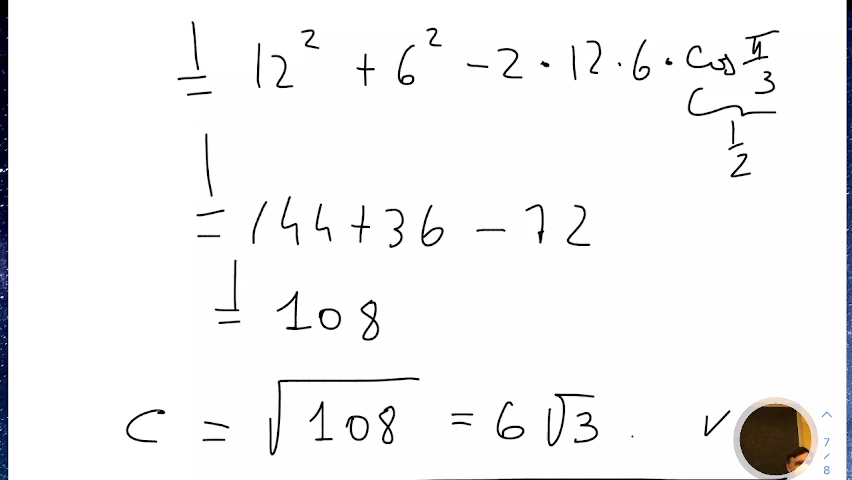 = 12² + 6² - 2 · 12 · 6 · cos π/3
1/2
= 144 + 36 - 72
= 108
c = √108 = 6√3 .
7
/
8